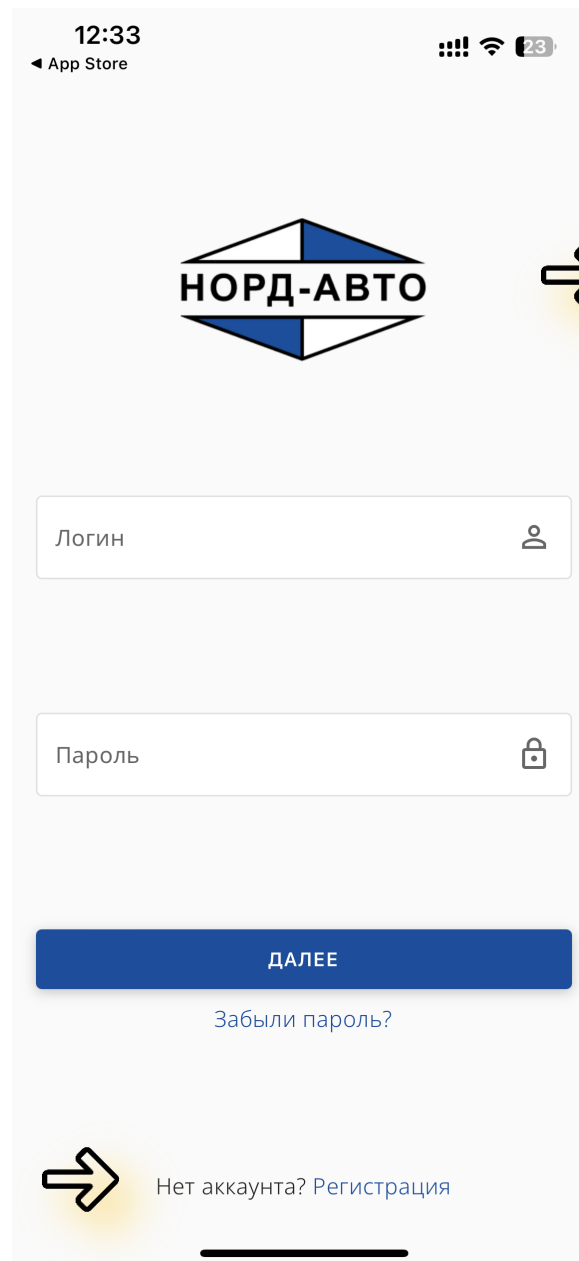 12:33
App Store
23
НОРД-АВТО
Логин
Пароль
ДАЛЕЕ
Забыли пароль?
Нет аккаунта? Регистрация